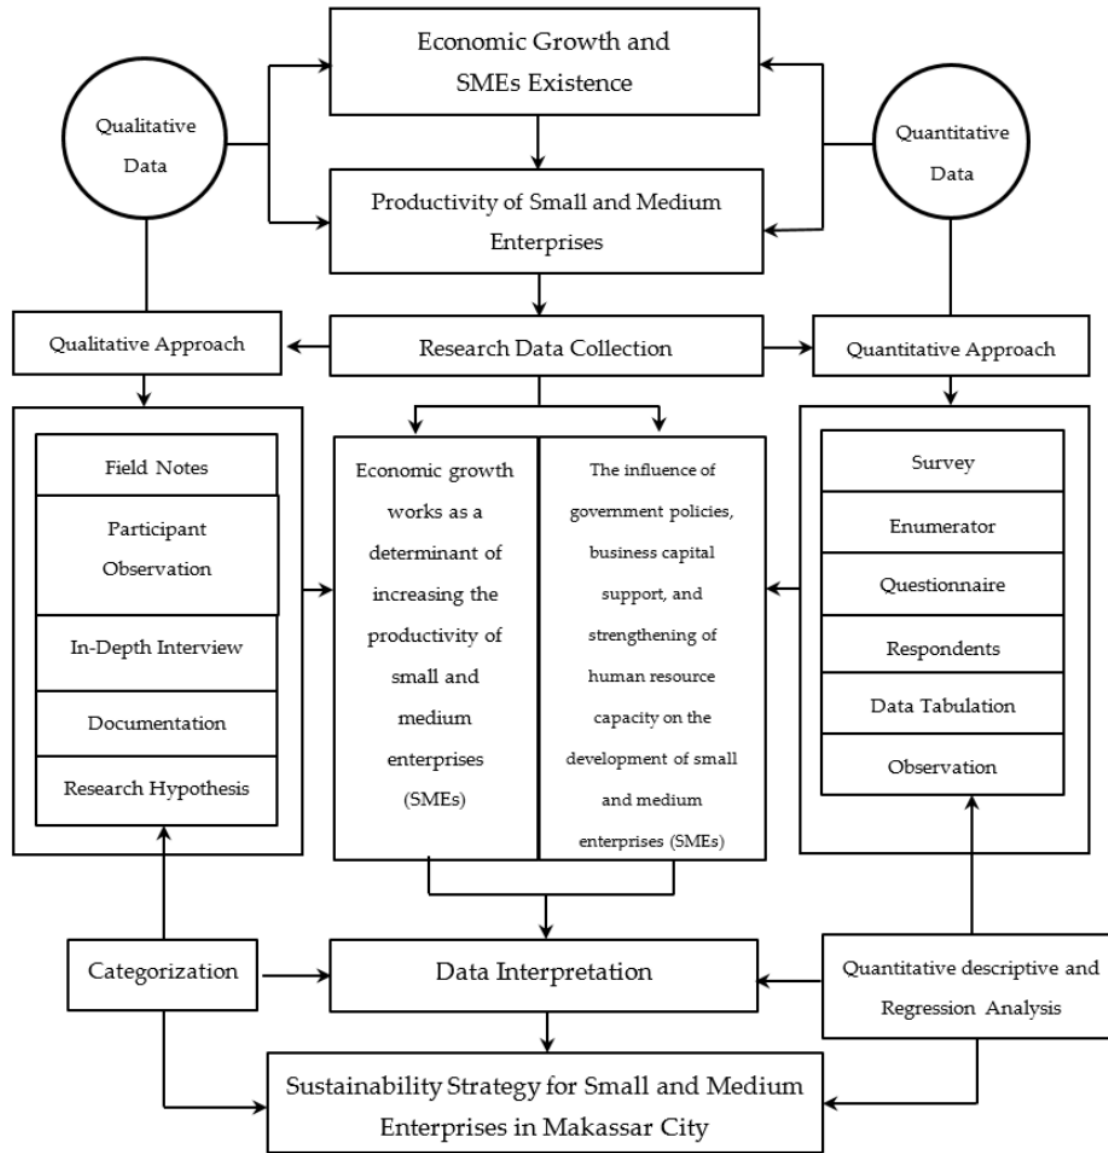 Economic Growth and
SMEs Existence
Qualitative
Data
Quantitative
Data
Productivity of Small and Medium
Enterprises
Qualitative Approach
Research Data Collection
Quantitative Approach
Field Notes
Participant
Observation
In-Depth Interview
Documentation
Research Hypothesis
Economic growth
works as a
determinant of
increasing the
productivity of
small and
medium
enterprises
(SMEs)
The influence of
government policies,
business capital
support, and
strengthening of
human resource
capacity on the
development of small
and medium
enterprises (SMEs)
Survey
Enumerator
Questionnaire
Respondents
Data Tabulation
Observation
Categorization
Data Interpretation
Quantitative descriptive and
Regression Analysis
Sustainability Strategy for Small and Medium
Enterprises in Makassar City